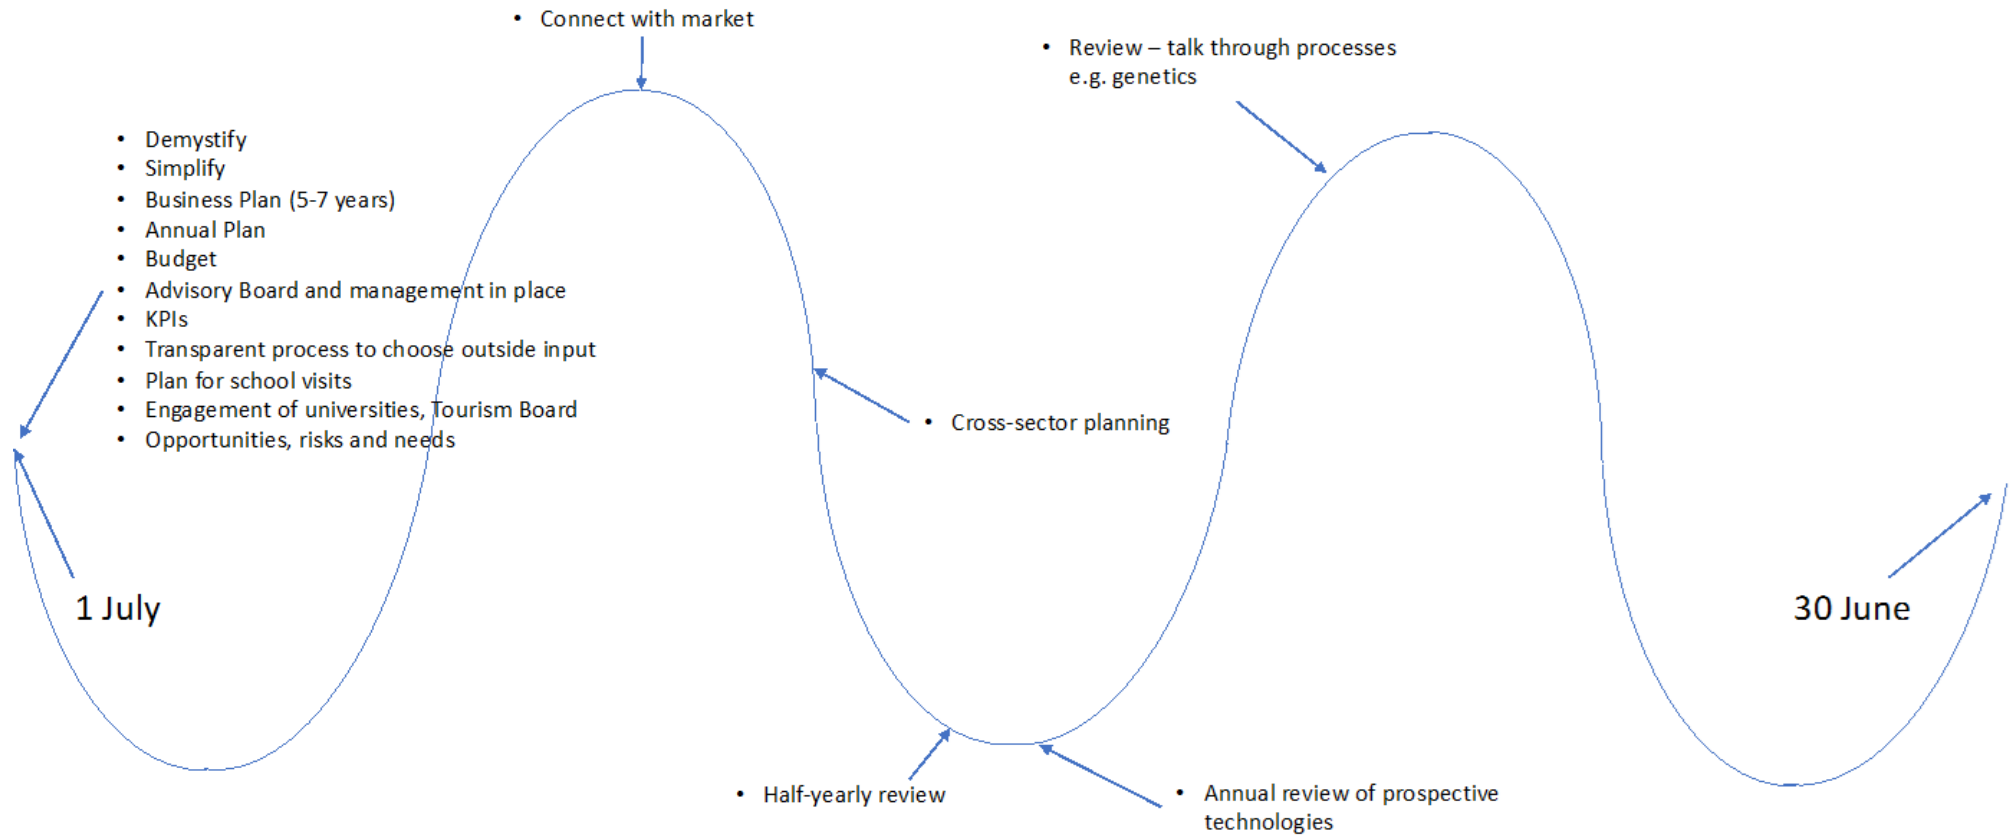 • Connect with market
• Review – talk through processes
e.g. genetics
• Demystify
• Simplify
• Business Plan (5-7 years)
• Annual Plan
• Budget
• Advisory Board and management in place
• KPIs
• Transparent process to choose outside input
• Plan for school visits
• Engagement of universities, Tourism Board
• Opportunities, risks and needs
• Cross-sector planning
1 July
30 June
• Half-yearly review
• Annual review of prospective
technologies